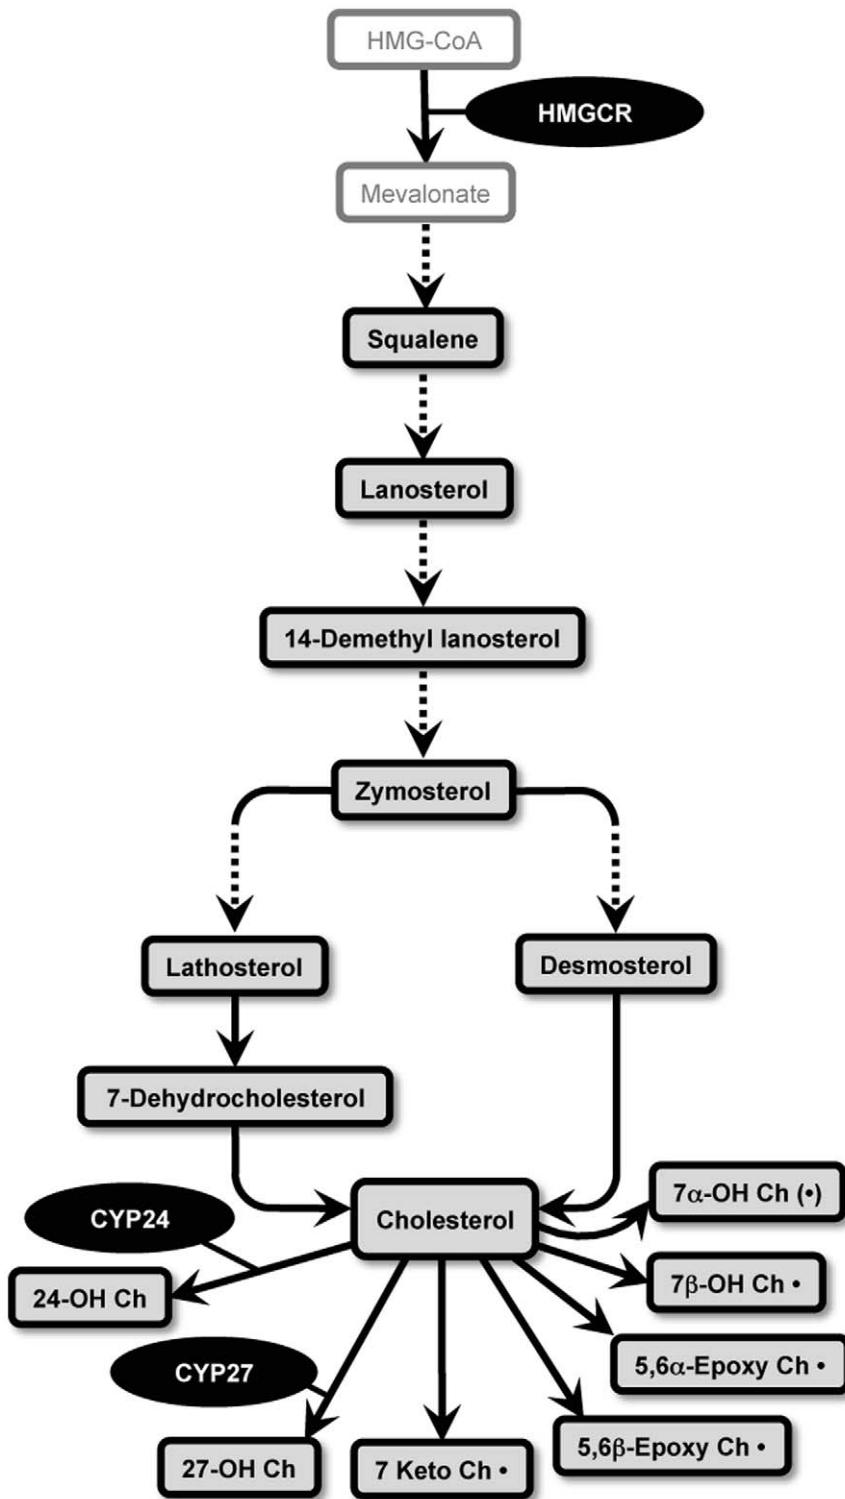 HMG-CoA
HMGCR
Mevalonate
Squalene
Lanosterol
14-Demethyl lanosterol
Zymosterol
Lathosterol
Desmosterol
7-Dehydrocholesterol
7α-OH Ch (•)
CYP24
Cholesterol
24-OH Ch
7β-OH Ch •
5,6α-Epoxy Ch •
CYP27
5,6β-Epoxy Ch •
27-OH Ch
7 Keto Ch •